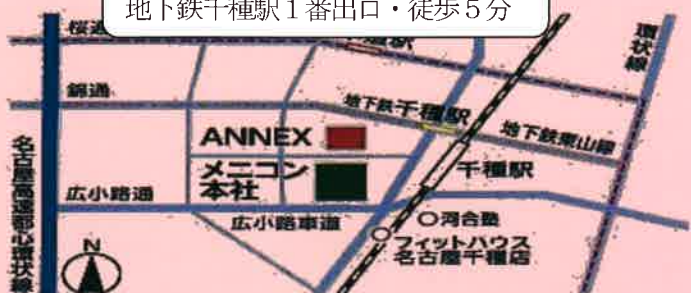 地下鉄千種駅1番出口・徒歩5分
桜通
環状線
錦通
地下鉄千種駅
地下鉄東山線
ANNEX
千種駅
メニコン
本社
名古屋高速都心環状線
広小路通
広小路車道
河合塾
フィットハウス
名古屋千種店
N